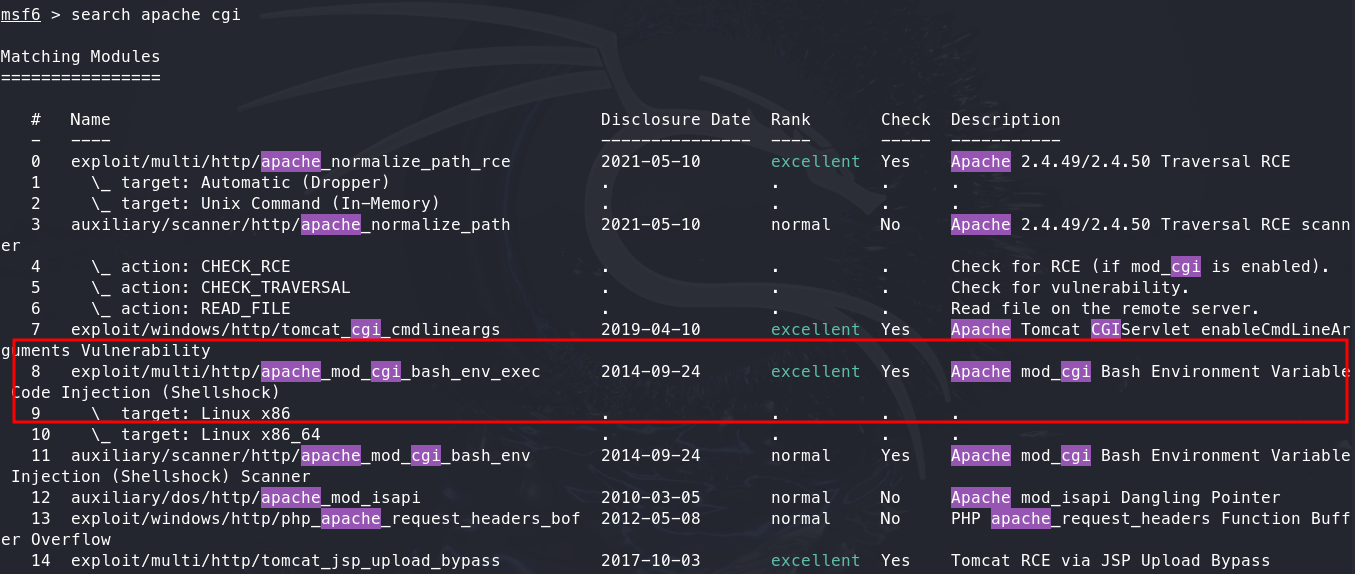 msf6 > search apache cgi
Matching Modules
================
#   Name                                                 Disclosure Date  Rank       Check  Description
-   ----                                                 ---------------  ----       -----  -----------
0   exploit/multi/http/apache_normalize_path_rce         2021-05-10       excellent  Yes    Apache 2.4.49/2.4.50 Traversal RCE
1     \_ target: Automatic (Dropper)                     .                .          .      .
2     \_ target: Unix Command (In-Memory)                .                .          .      .
3   auxiliary/scanner/http/apache_normalize_path         2021-05-10       normal     No     Apache 2.4.49/2.4.50 Traversal RCE scann
er
4     \_ action: CHECK_RCE                               .                .          .      Check for RCE (if mod_cgi is enabled).
5     \_ action: CHECK_TRAVERSAL                         .                .          .      Check for vulnerability.
6     \_ action: READ_FILE                               .                .          .      Read file on the remote server.
7   exploit/windows/http/tomcat_cgi_cmdlineargs          2019-04-10       excellent  Yes    Apache Tomcat CGIServlet enableCmdLineAr
guments Vulnerability
8   exploit/multi/http/apache_mod_cgi_bash_env_exec      2014-09-24       excellent  Yes    Apache mod_cgi Bash Environment Variable
Code Injection (Shellshock)
9     \_ target: Linux x86                               .                .          .      .
10    \_ target: Linux x86_64                            .                .          .      .
11  auxiliary/scanner/http/apache_mod_cgi_bash_env       2014-09-24       normal     Yes    Apache mod_cgi Bash Environment Variable
Injection (Shellshock) Scanner
12  auxiliary/dos/http/apache_mod_isapi                  2010-03-05       normal     No     Apache mod_isapi Dangling Pointer
13  exploit/windows/http/php_apache_request_headers_bof  2012-05-08       normal     No     PHP apache_request_headers Function Buff
er Overflow
14  exploit/multi/http/tomcat_jsp_upload_bypass          2017-10-03       excellent  Yes    Tomcat RCE via JSP Upload Bypass